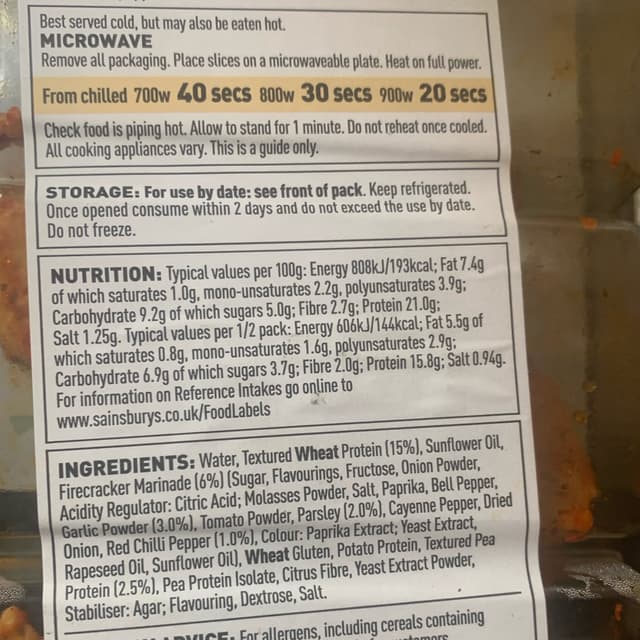 Best served cold, but may also be eaten hot.
MICROWAVE
Remove all packaging. Place slices on a microwaveable plate. Heat on full power.
From chilled 700w 40 secs 800w 30 secs 900w 20 secs
Check food is piping hot. Allow to stand for 1 minute. Do not reheat once cooled.
All cooking appliances vary. This is a guide only.
STORAGE: For use by date: see front of pack. Keep refrigerated.
Once opened consume within 2 days and do not exceed the use by date.
Do not freeze.
NUTRITION: Typical values per 100g: Energy 808kJ/193kcal; Fat 7.4g
of which saturates 1.0g, mono-unsaturates 2.2g, polyunsaturates 3.9g;
Carbohydrate 9.2g of which sugars 5.0g; Fibre 2.7g; Protein 21.0g;
Salt 1.25g. Typical values per 1/2 pack: Energy 606kJ/144kcal; Fat 5.5g of
which saturates 0.8g, mono-unsaturates 1.6g, polyunsaturates 2.9g;
Carbohydrate 6.9g of which sugars 3.7g; Fibre 2.0g; Protein 15.8g; Salt 0.94g.
For information on Reference Intakes go online to
www.sainsburys.co.uk/FoodLabels
INGREDIENTS: Water, Textured Wheat Protein (15%), Sunflower Oil,
Firecracker Marinade (6%) (Sugar, Flavourings, Fructose, Onion Powder,
Acidity Regulator: Citric Acid; Molasses Powder, Salt, Paprika, Bell Pepper,
Garlic Powder (3.0%), Tomato Powder, Parsley (2.0%), Cayenne Pepper, Dried
Onion, Red Chilli Pepper (1.0%), Colour: Paprika Extract; Yeast Extract,
Rapeseed Oil, Sunflower Oil), Wheat Gluten, Potato Protein, Textured Pea
Protein (2.5%), Pea Protein Isolate, Citrus Fibre, Yeast Extract Powder,
Stabiliser: Agar; Flavouring, Dextrose, Salt.
For allergens, including cereals containing